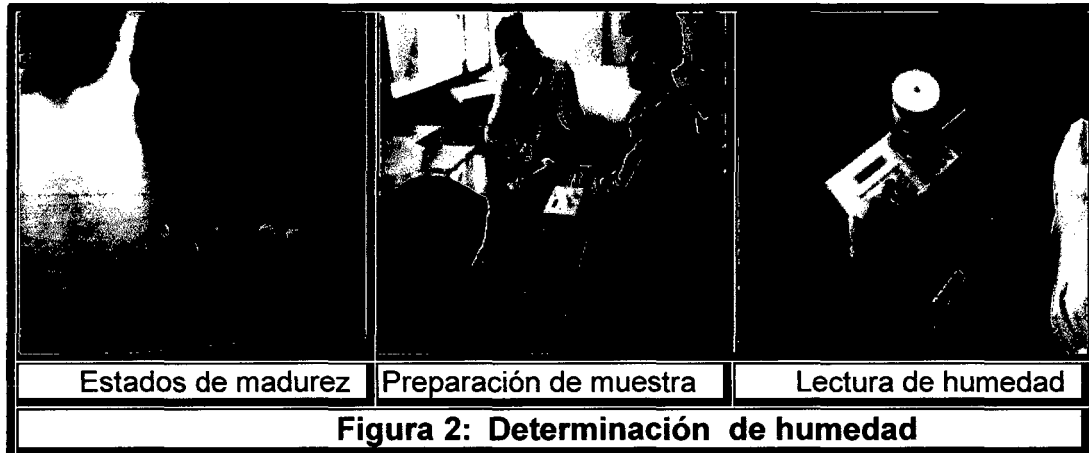 Estados de madurez
Preparación de muestra
Lectura de humedad
Figura 2: Determinación de humedad